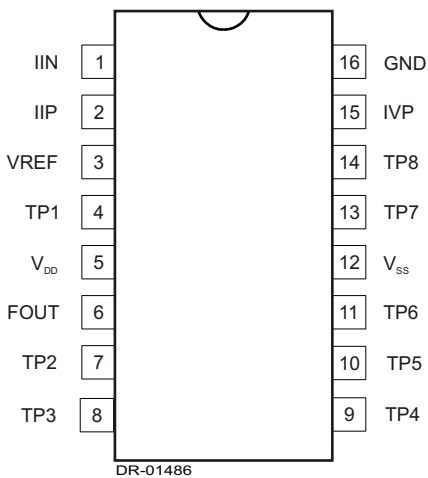 IIN 1 16 GND
IIP 2 15 IVP
VREF 3 14 TP8
TP1 4 13 TP7
VDD 5 12 VSS
FOUT 6 11 TP6
TP2 7 10 TP5
TP3 8 9 TP4
DR-01486